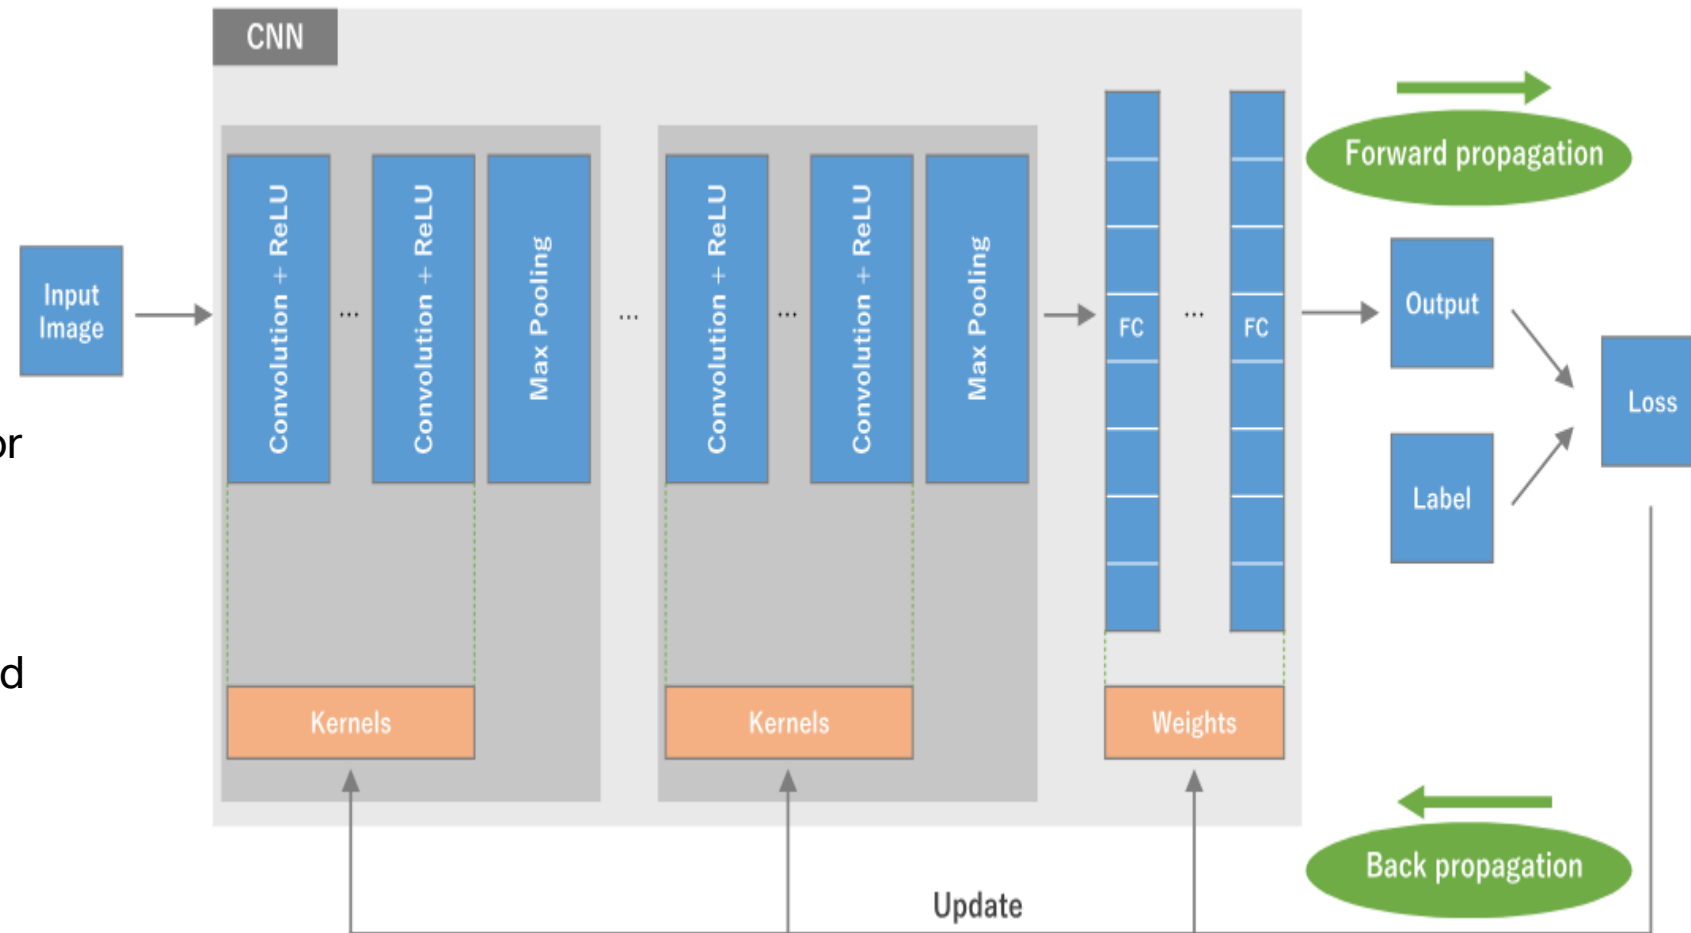 CNN
Forward propagation
Input
Image
Convolution + ReLU
...
Convolution + ReLU
Max Pooling
...
Convolution + ReLU
...
Convolution + ReLU
Max Pooling
FC
...
FC
Output
Label
Loss
or
d
Kernels
Kernels
Weights
Back propagation
Update